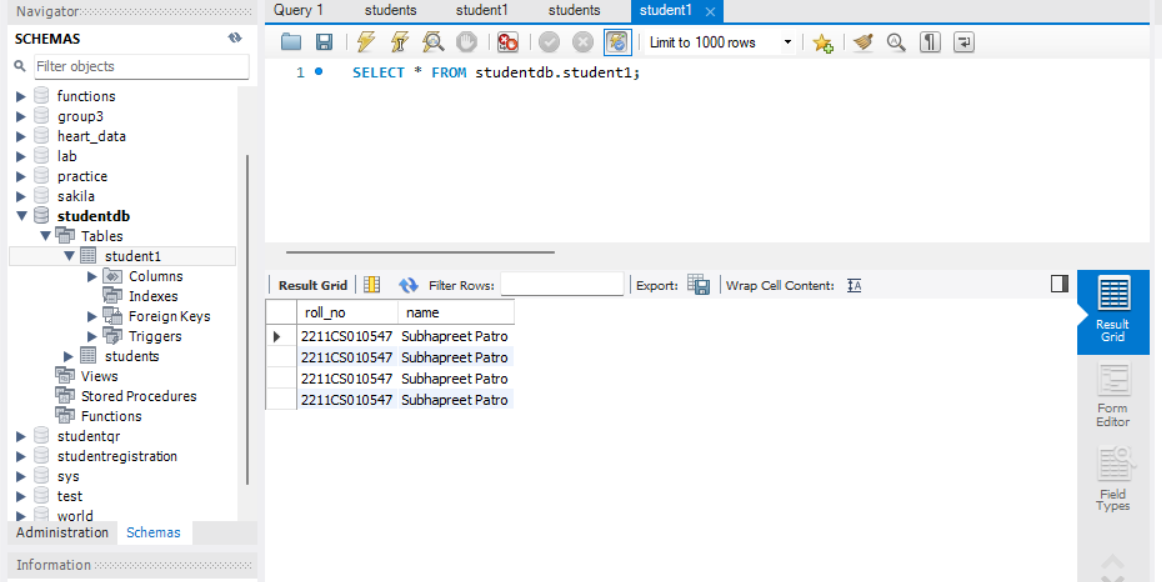 Navigator
SCHEMAS
Filter objects
functions
group3
heart_data
lab
practice
sakila
studentdb
Tables
student1
Columns
Indexes
Foreign Keys
Triggers
students
Views
Stored Procedures
Functions
studentqr
studentregistration
sys
test
world
Administration Schemas
Information
Query 1 students student1 students student1
Limit to 1000 rows
1 SELECT * FROM studentdb.student1;
Result Grid Filter Rows: Export: Wrap Cell Content:
roll_no name
2211CS010547 Subhapreet Patro
2211CS010547 Subhapreet Patro
2211CS010547 Subhapreet Patro
2211CS010547 Subhapreet Patro
Result
Grid
Form
Editor
Field
Types